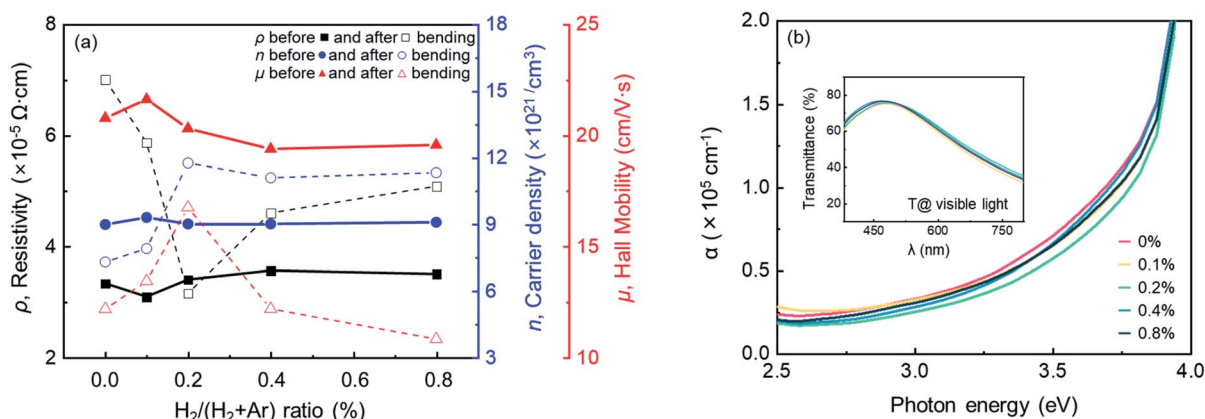 (a)
ρ before ■ and after □ bending
n before ● and after ○ bending
μ before ▲ and after △ bending
8
6
4
2
ρ, Resistivity (×10⁻⁵ Ω·cm)
0.0 0.1 0.2 0.4 0.8
H₂/(H₂+Ar) ratio (%)
18
15
12
9
6
3
n, Carrier density (×10²¹/cm³)
25
20
15
10
μ, Hall Mobility (cm/V·s)
(b)
2.0
1.5
1.0
0.5
0.0
α (×10⁵ cm⁻¹)
2.5 3.0 3.5 4.0
Photon energy (eV)
80
60
40
20
Transmittance (%)
T@ visible light
450 600 750
λ (nm)
0%
0.1%
0.2%
0.4%
0.8%